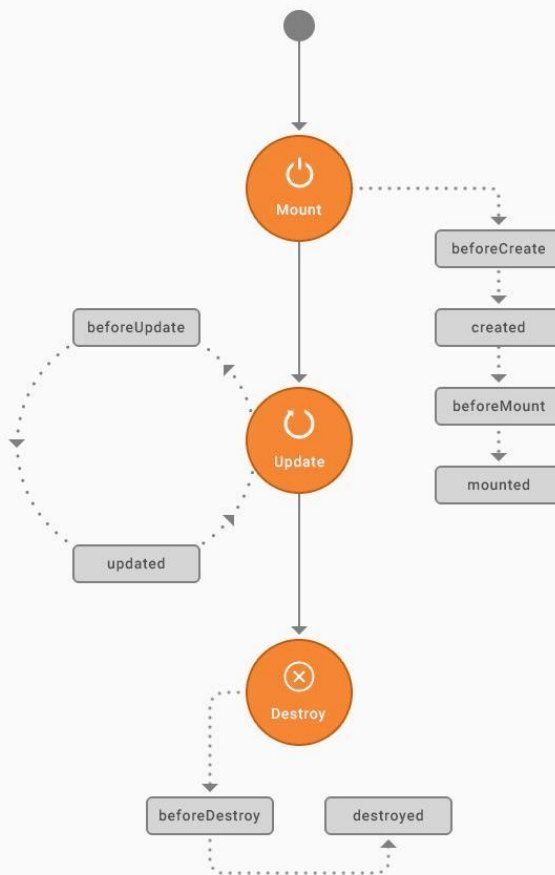 Mount
beforeCreate
created
beforeMount
mounted
beforeUpdate
Update
updated
Destroy
beforeDestroy
destroyed